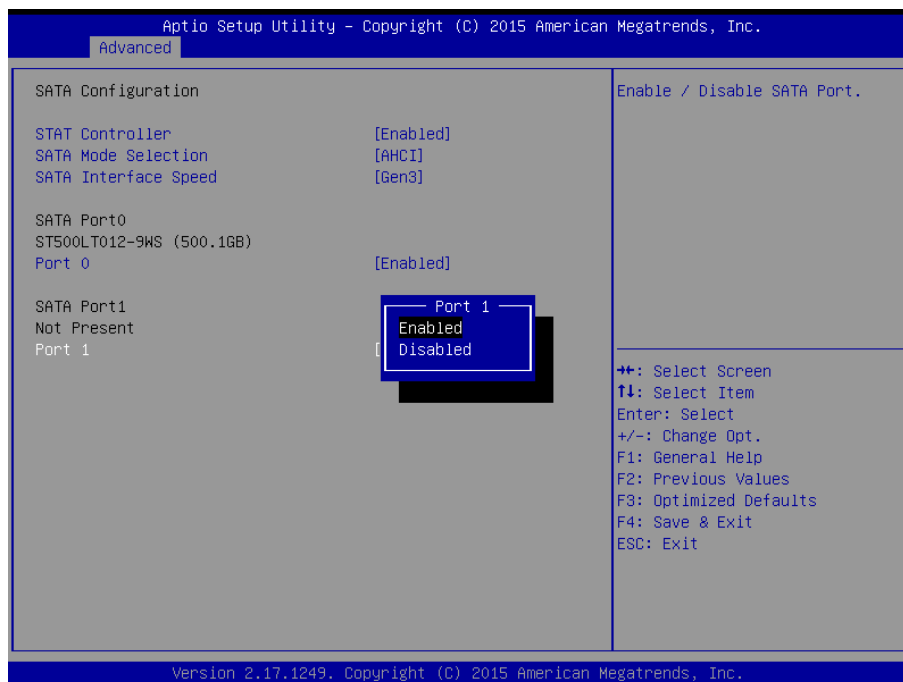 Aptio Setup Utility – Copyright (C) 2015 American Megatrends, Inc.
Advanced
SATA Configuration
STAT Controller [Enabled]
SATA Mode Selection [AHCI]
SATA Interface Speed [Gen3]
SATA Port0
ST500LT012-9WS (500.1GB)
Port 0 [Enabled]
SATA Port1
Not Present
Port 1 [
Port 1
Enabled
Disabled
Enable / Disable SATA Port.
→←: Select Screen
↑↓: Select Item
Enter: Select
+/-: Change Opt.
F1: General Help
F2: Previous Values
F3: Optimized Defaults
F4: Save & Exit
ESC: Exit
Version 2.17.1249. Copyright (C) 2015 American Megatrends, Inc.